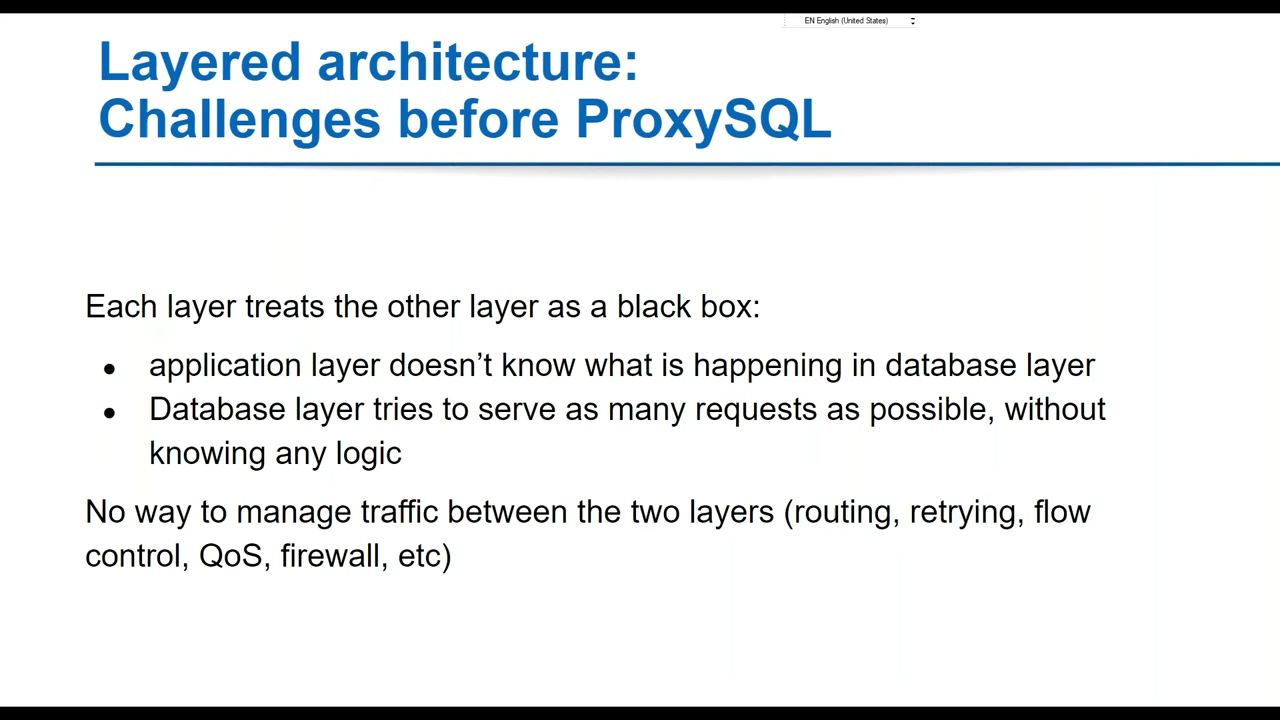 EN English (United States)
Layered architecture:
Challenges before ProxySQL
Each layer treats the other layer as a black box:
● application layer doesn’t know what is happening in database layer
● Database layer tries to serve as many requests as possible, without
knowing any logic
No way to manage traffic between the two layers (routing, retrying, flow
control, QoS, firewall, etc)